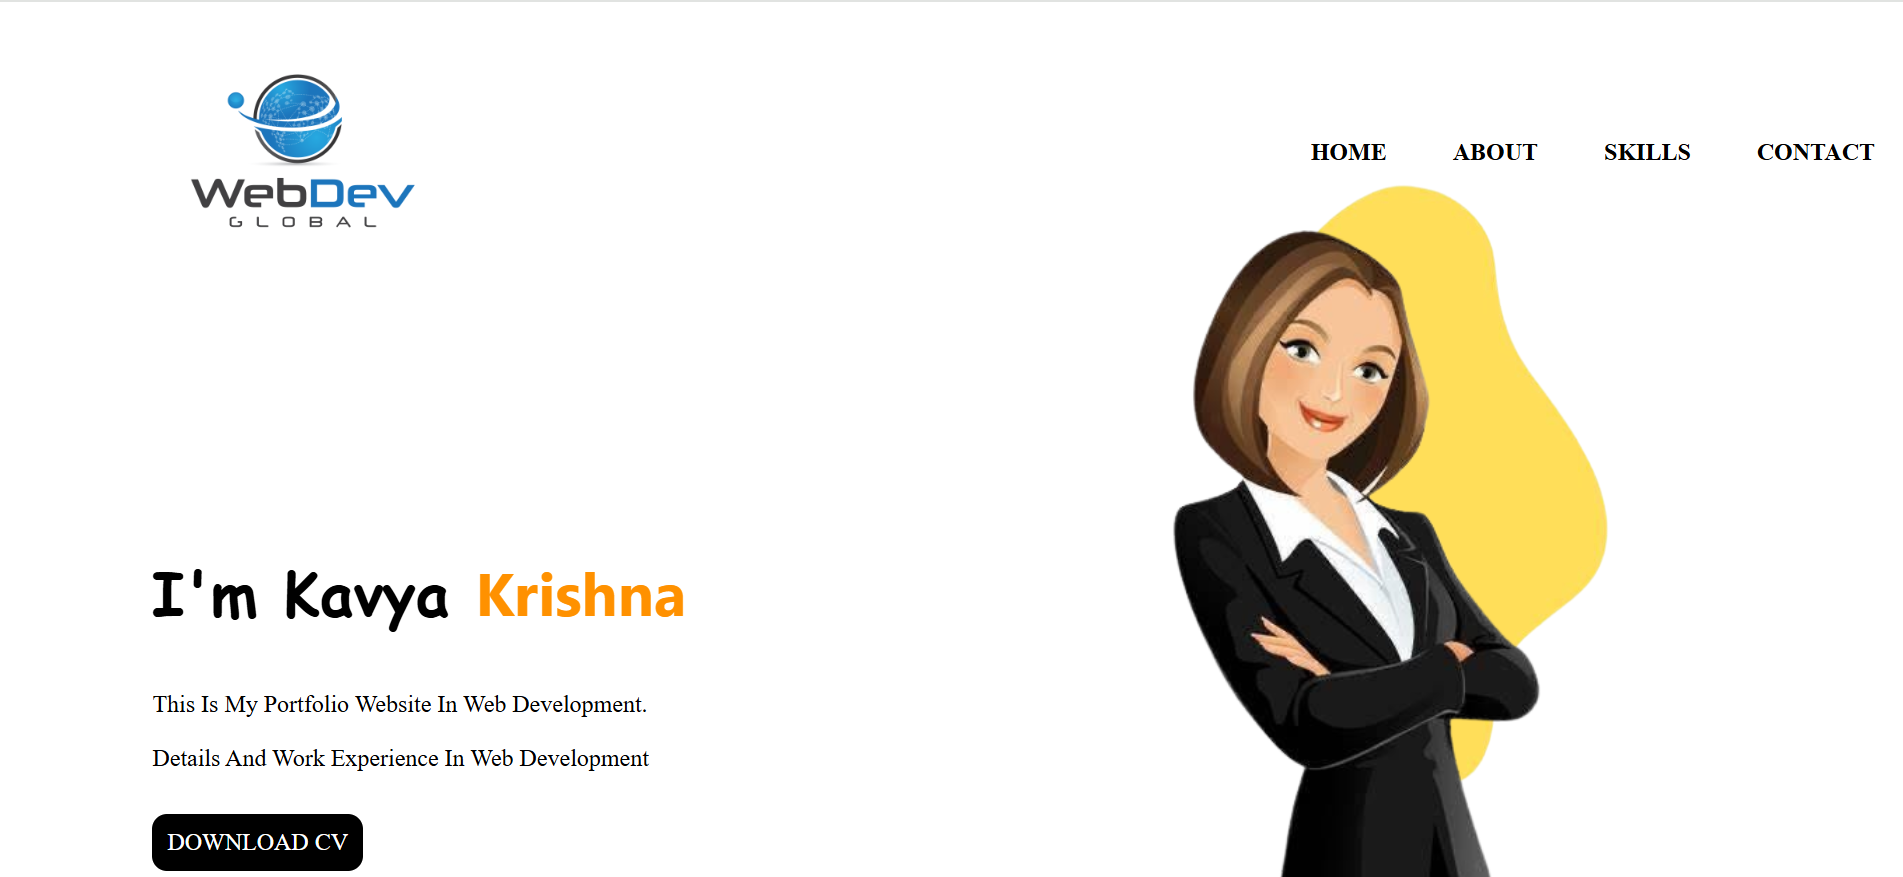 WebDev
GLOBAL
HOME ABOUT SKILLS CONTACT
I'm Kavya Krishna
This Is My Portfolio Website In Web Development.
Details And Work Experience In Web Development
DOWNLOAD CV